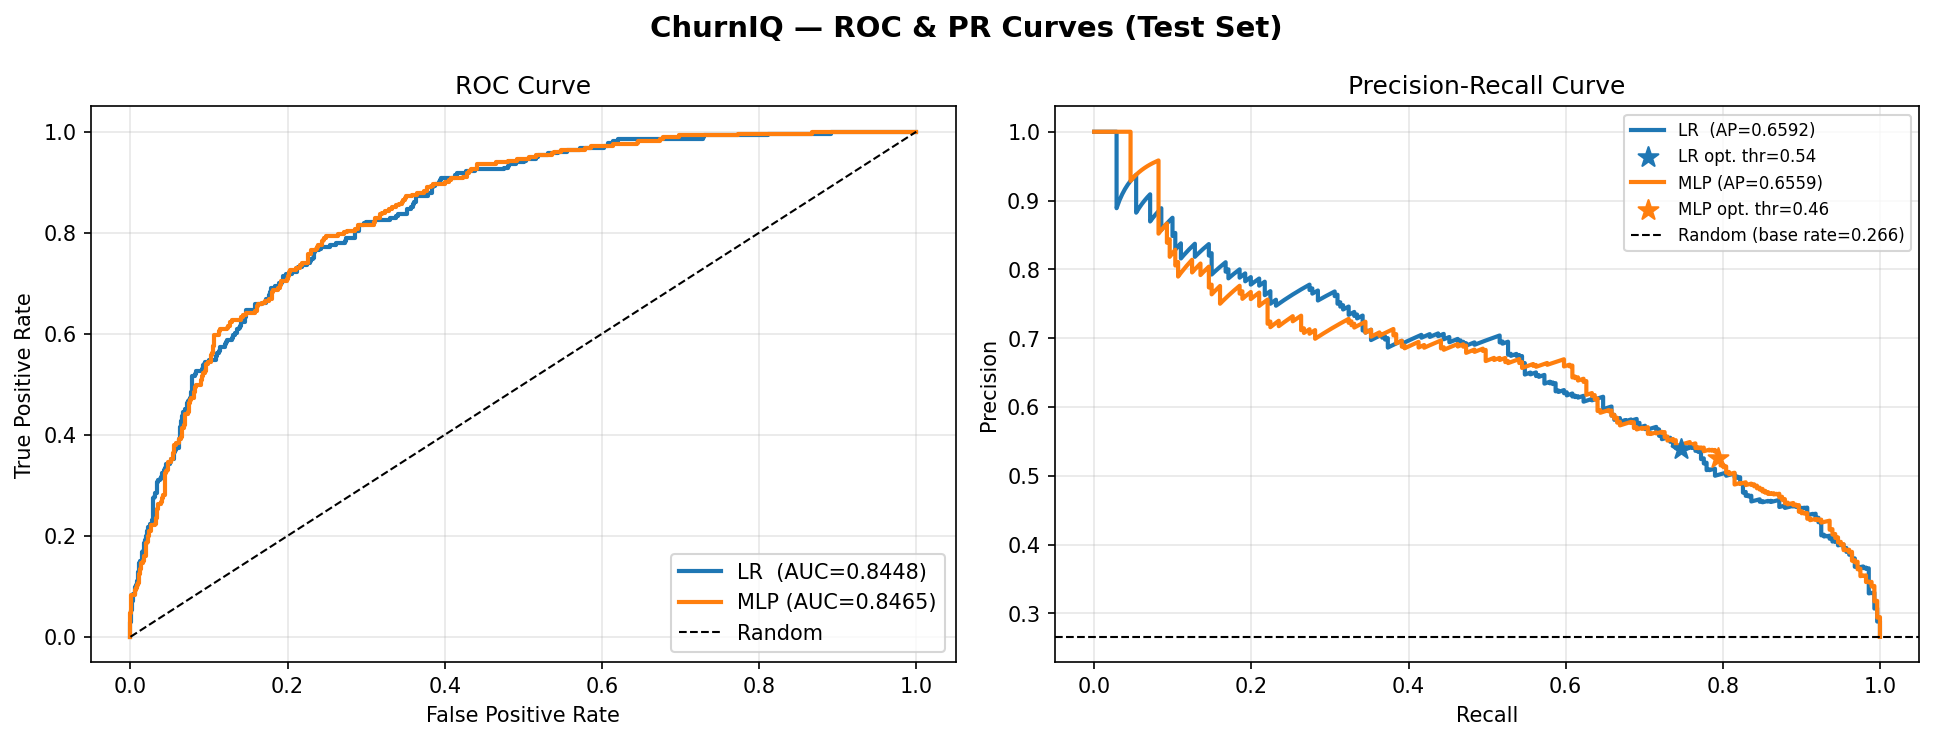 ChurnIQ — ROC & PR Curves (Test Set)
ROC Curve
True Positive Rate
1.0
0.8
0.6
0.4
0.2
0.0
LR (AUC=0.8448)
MLP (AUC=0.8465)
Random
0.0 0.2 0.4 0.6 0.8 1.0
False Positive Rate
Precision-Recall Curve
Precision
1.0
0.9
0.8
0.7
0.6
0.5
0.4
0.3
LR (AP=0.6592)
LR opt. thr=0.54
MLP (AP=0.6559)
MLP opt. thr=0.46
Random (base rate=0.266)
0.0 0.2 0.4 0.6 0.8 1.0
Recall